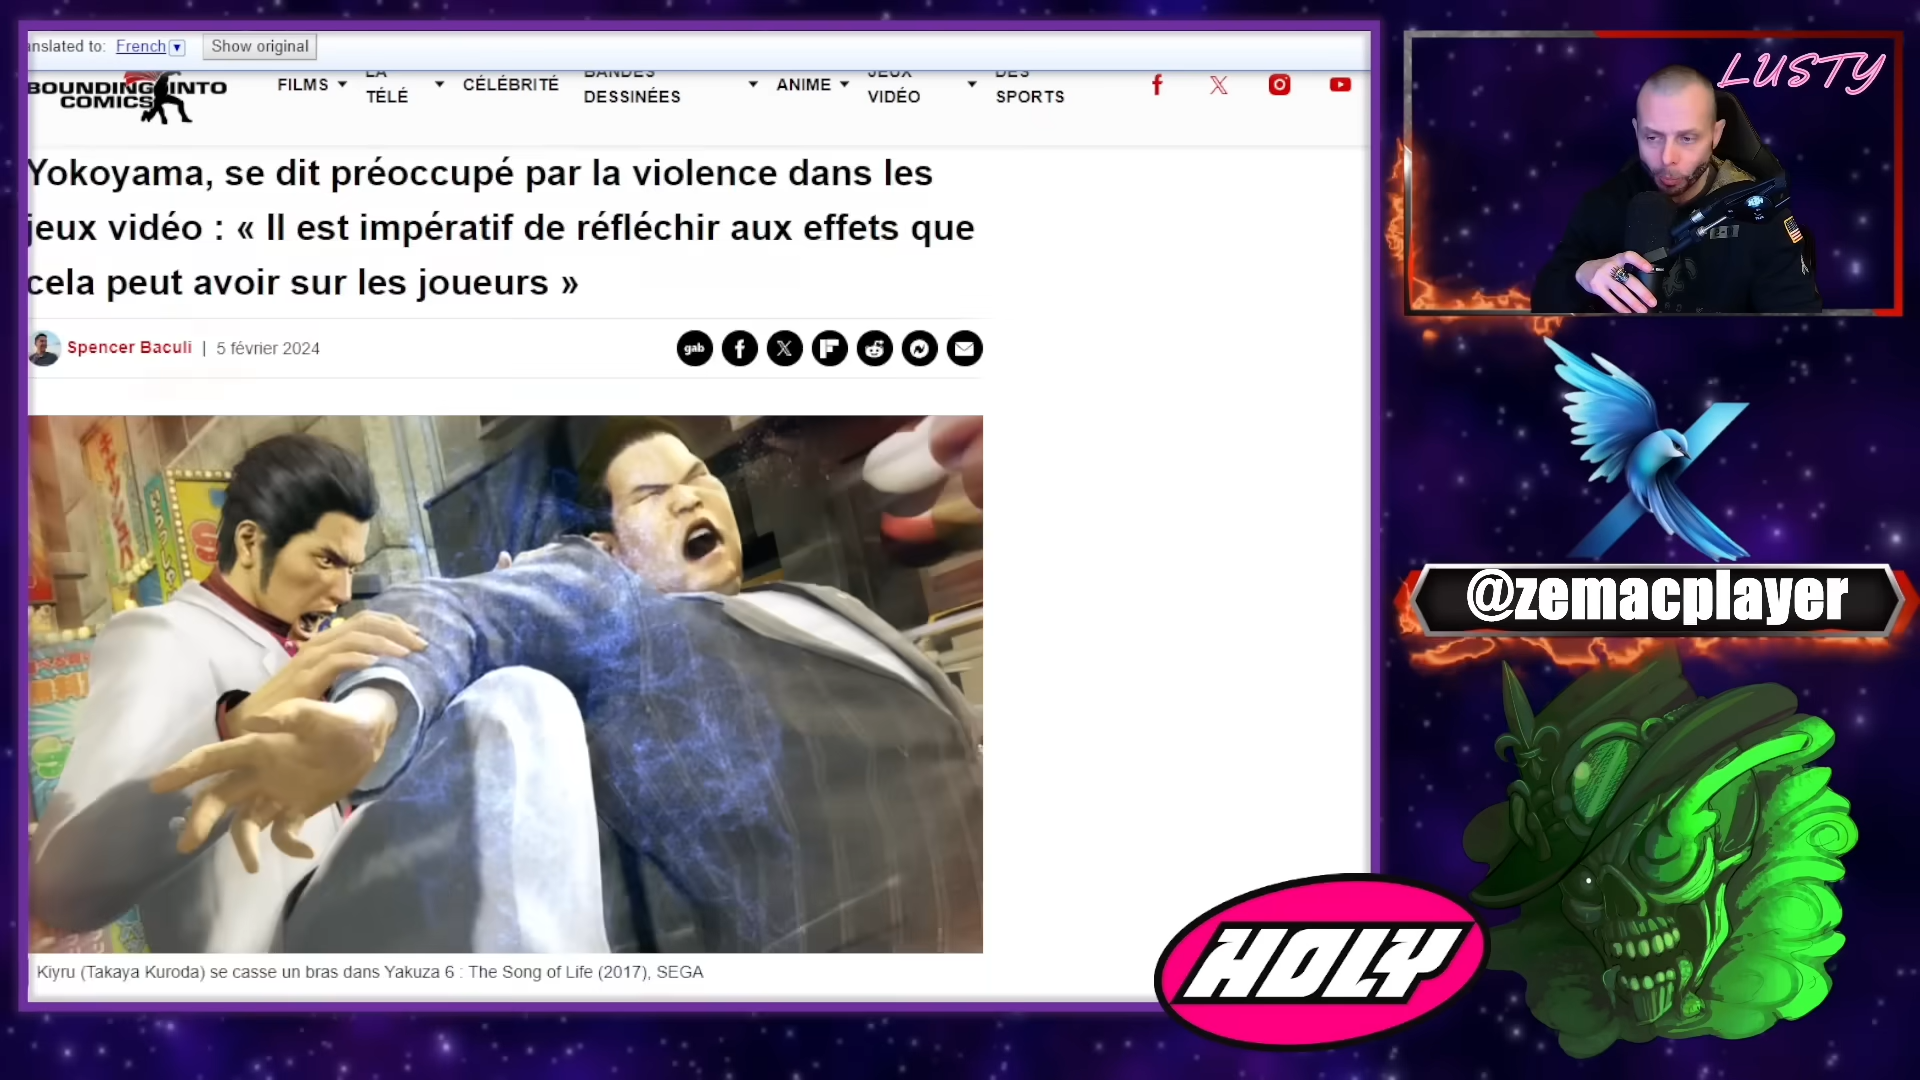 anslated to: French Show original
BOUNDING INTO
COMICS
FILMS
LA
TÉLÉ
CÉLÉBRITÉ
BANDES
DESSINÉES
ANIME
JEUX
VIDÉO
DES
SPORTS
LUSTY
Yokoyama, se dit préoccupé par la violence dans les
jeux vidéo : « Il est impératif de réfléchir aux effets que
cela peut avoir sur les joueurs »
Spencer Baculi | 5 février 2024
gab
@zemacplayer
HOLY
Kiyru (Takaya Kuroda) se casse un bras dans Yakuza 6 : The Song of Life (2017), SEGA